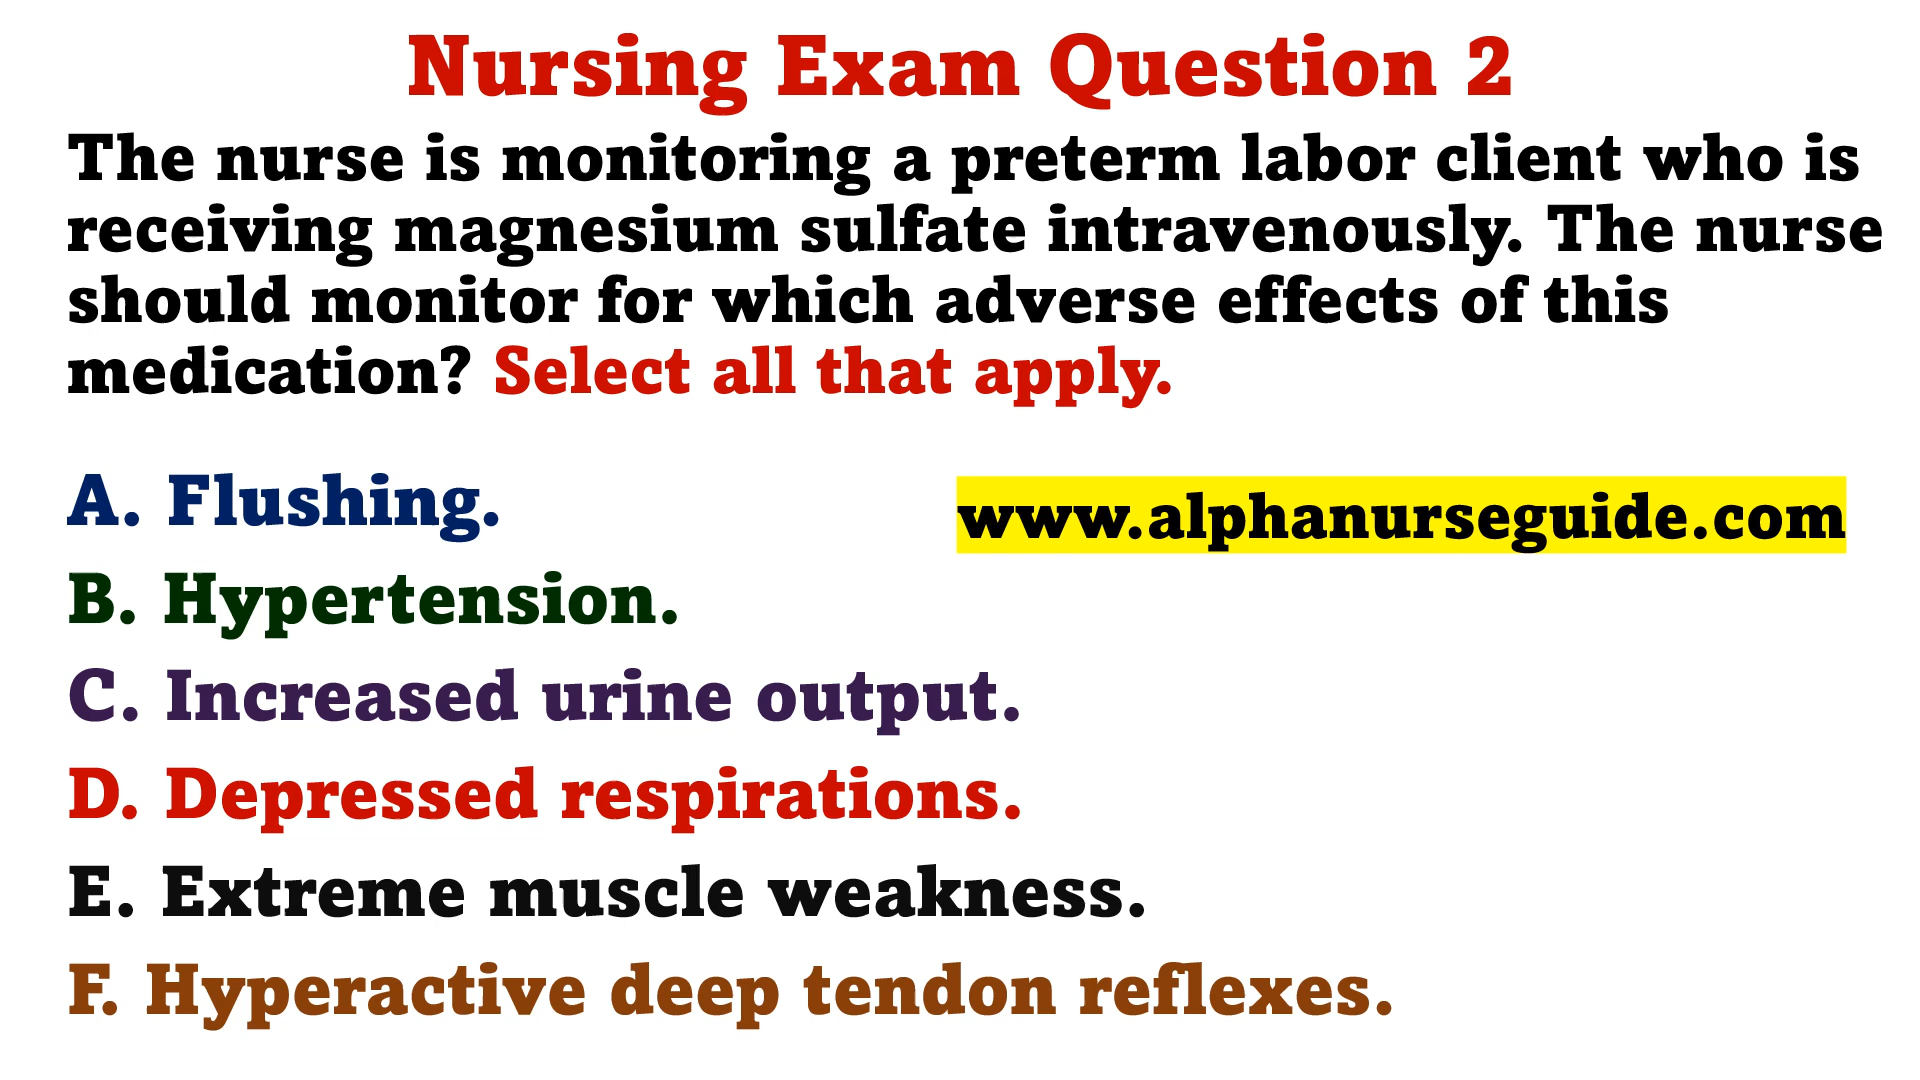 Nursing Exam Question 2
The nurse is monitoring a preterm labor client who is
receiving magnesium sulfate intravenously. The nurse
should monitor for which adverse effects of this
medication? Select all that apply.
A. Flushing.
www.alphanurseguide.com
B. Hypertension.
C. Increased urine output.
D. Depressed respirations.
E. Extreme muscle weakness.
F. Hyperactive deep tendon reflexes.